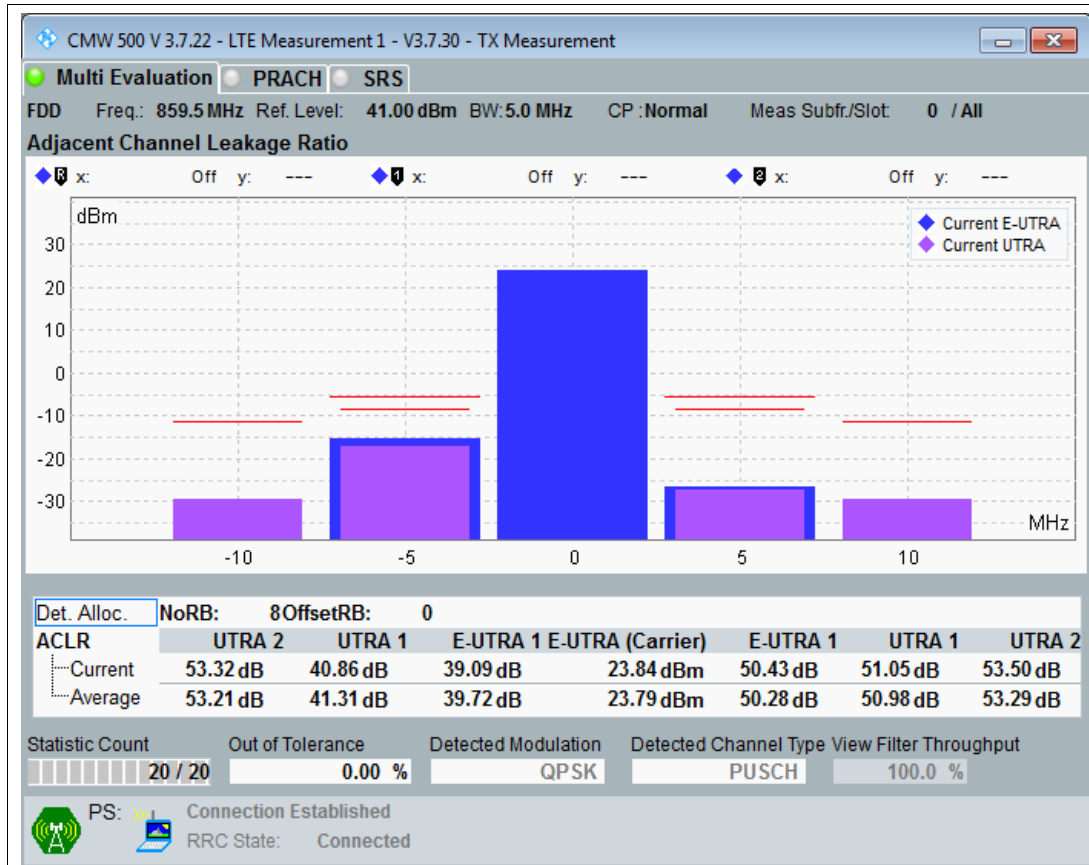 CMW 500 V 3.7.22 - LTE Measurement 1 - V3.7.30 - TX Measurement
Multi Evaluation PRACH SRS
FDD Freq.: 859.5 MHz Ref. Level: 41.00 dBm BW: 5.0 MHz CP : Normal Meas Subfr./Slot: 0 / All
Adjacent Channel Leakage Ratio
R x: Off y: --- 1 x: Off y: --- 2 x: Off y: ---
dBm
Current E-UTRA
Current UTRA
30
20
10
0
-10
-20
-30
MHz
-10 -5 0 5 10
Det. Alloc. NoRB: 8 OffsetRB: 0
ACLR UTRA 2 UTRA 1 E-UTRA 1 E-UTRA (Carrier) E-UTRA 1 UTRA 1 UTRA 2
Current 53.32 dB 40.86 dB 39.09 dB 23.84 dBm 50.43 dB 51.05 dB 53.50 dB
Average 53.21 dB 41.31 dB 39.72 dB 23.79 dBm 50.28 dB 50.98 dB 53.29 dB
Statistic Count Out of Tolerance Detected Modulation Detected Channel Type View Filter Throughput
20 / 20 0.00 % QPSK PUSCH 100.0 %
PS: Connection Established
RRC State: Connected